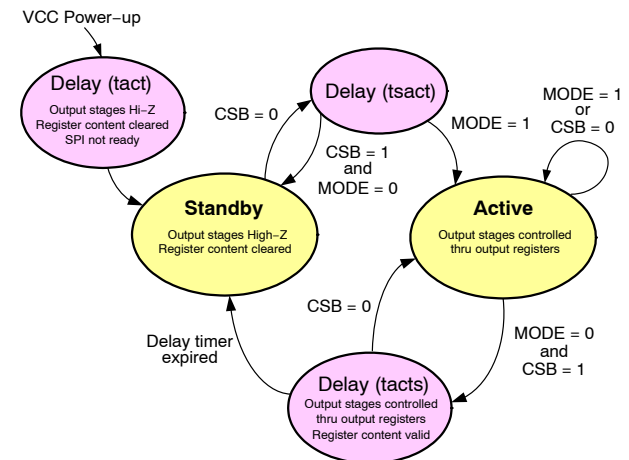 VCC Power−up
Delay (tact)
Output stages Hi−Z
Register content cleared
SPI not ready
CSB = 0
Delay (tsact)
CSB = 1
and
MODE = 0
MODE = 1
MODE = 1
or
CSB = 0
Standby
Output stages High−Z
Register content cleared
Active
Output stages controlled
thru output registers
CSB = 0
Delay timer
expired
MODE = 0
and
CSB = 1
Delay (tacts)
Output stages controlled
thru output registers
Register content valid